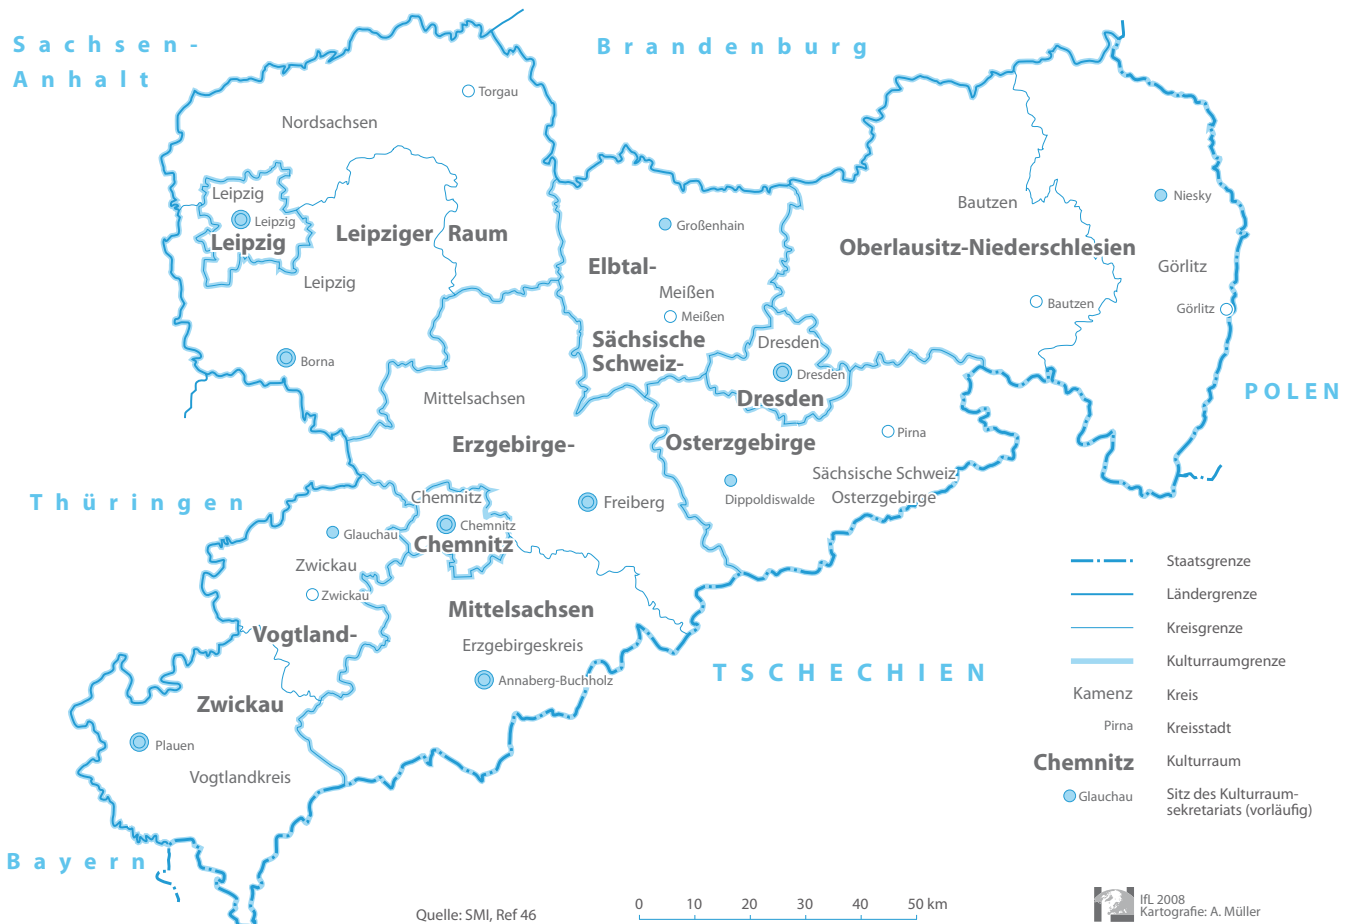 Sachsen-
Anhalt
Brandenburg
Torgau
Nordsachsen
Leipzig
Leipzig
Leipzig
Leipziger Raum
Leipzig
Borna
Großenhain
Elbtal-
Meißen
Meißen
Sächsische
Schweiz-
Dresden
Dresden
Dresden
Bautzen
Niesky
Oberlausitz-Niederschlesien
Görlitz
Bautzen
Görlitz
POLEN
Mittelsachsen
Erzgebirge-
Osterzgebirge
Pirna
Sächsische Schweiz
Osterzgebirge
Dippoldiswalde
Freiberg
Thüringen
Chemnitz
Chemnitz
Chemnitz
Glauchau
Zwickau
Zwickau
Vogtland-
Mittelsachsen
Erzgebirgeskreis
Annaberg-Buchholz
TSCHECHIEN
Zwickau
Plauen
Vogtlandkreis
Bayern
Staatsgrenze
Ländergrenze
Kreisgrenze
Kulturraumgrenze
Kamenz Kreis
Pirna Kreisstadt
Chemnitz Kulturraum
Glauchau Sitz des Kulturraum-
sekretariats (vorläufig)
Quelle: SMI, Ref 46
0 10 20 30 40 50 km
IfL 2008
Kartografie: A. Müller